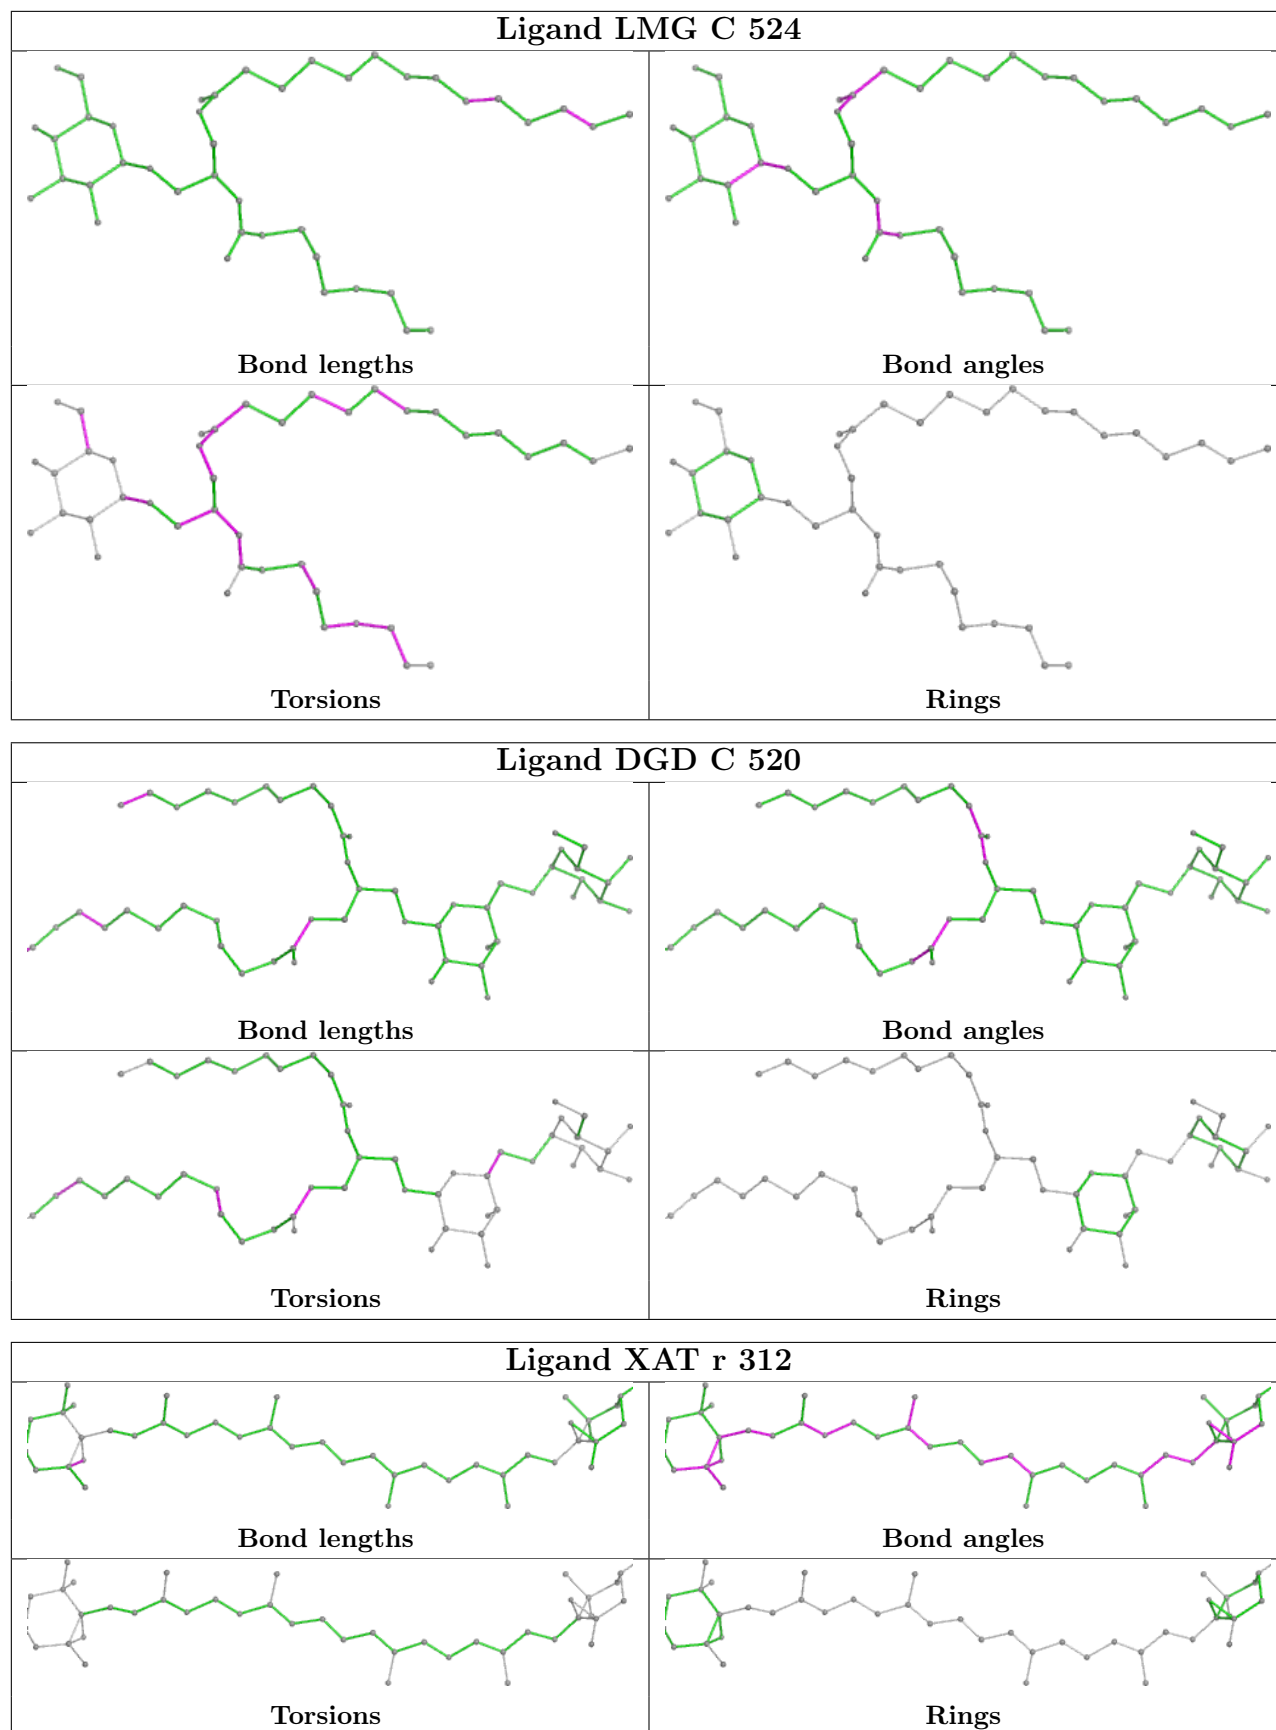 Ligand LMG C 524
Bond lengths
Bond angles
Torsions
Rings
Ligand DGD C 520
Bond lengths
Bond angles
Torsions
Rings
Ligand XAT r 312
Bond lengths
Bond angles
Torsions
Rings